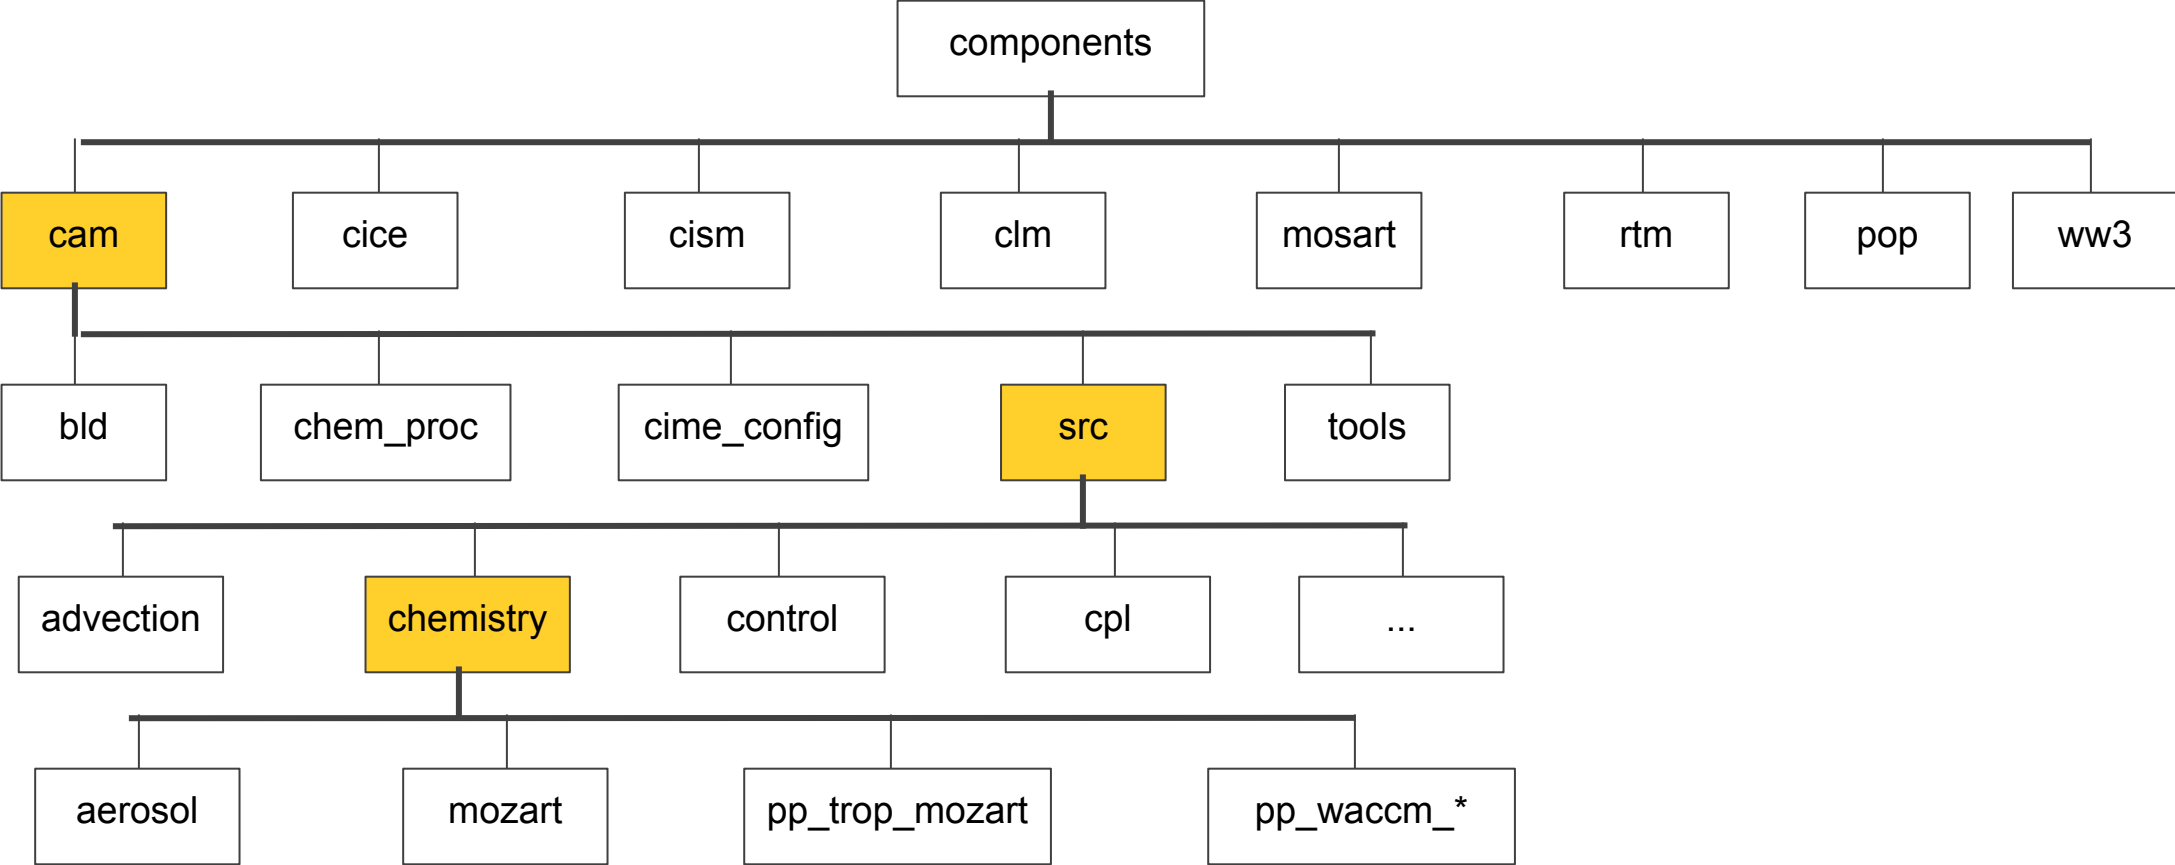 components
cam
cice
cism
clm
mosart
rtm
pop
ww3
bld
chem_proc
cime_config
src
tools
advection
chemistry
control
cpl
...
aerosol
mozart
pp_trop_mozart
pp_waccm_*